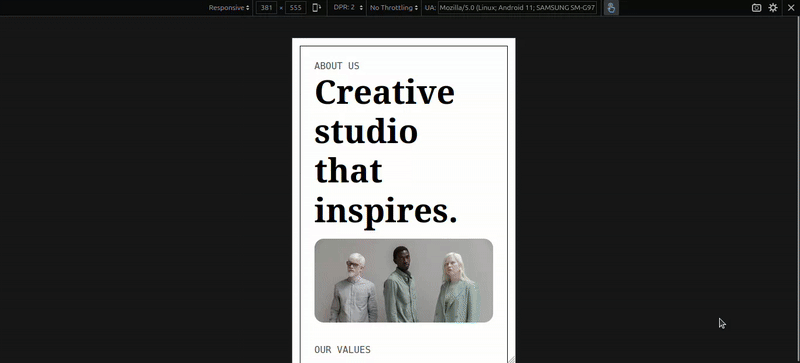 Responsive 381 × 555 DPR: 2 No Throttling UA: Mozilla/5.0 (Linux; Android 11; SAMSUNG SM-G97
ABOUT US
Creative
studio
that
inspires.
OUR VALUES